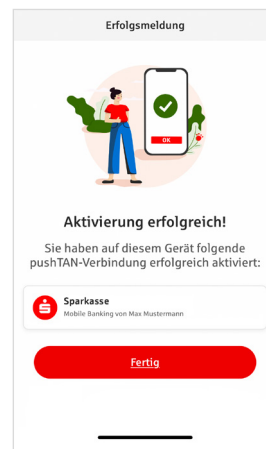 Erfolgsmeldung
OK
Aktivierung erfolgreich!
Sie haben auf diesem Gerät folgende
pushTAN-Verbindung erfolgreich aktiviert:
Sparkasse
Mobile Banking von Max Mustermann
Fertig